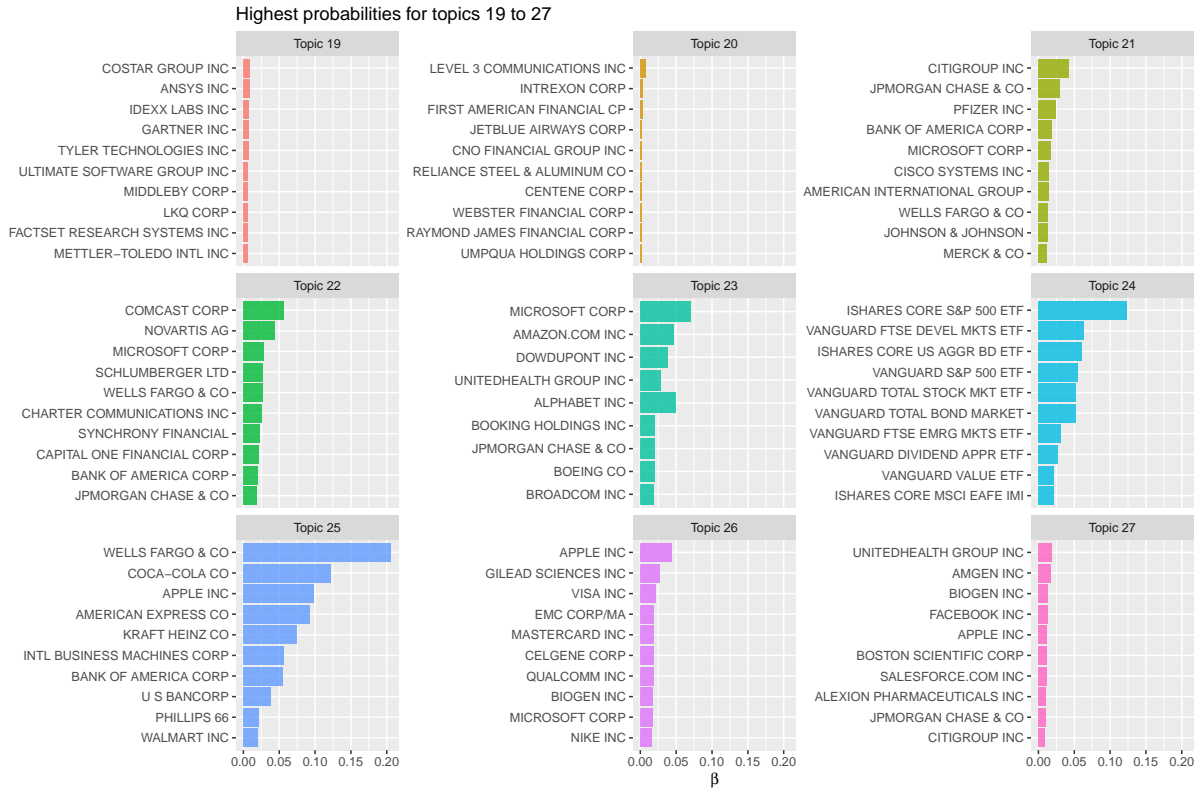 Highest probabilities for topics 19 to 27
Topic 19
COSTAR GROUP INC
ANSYS INC
IDEXX LABS INC
GARTNER INC
TYLER TECHNOLOGIES INC
ULTIMATE SOFTWARE GROUP INC
MIDDLEBY CORP
LKQ CORP
FACTSET RESEARCH SYSTEMS INC
METTLER−TOLEDO INTL INC
Topic 20
LEVEL 3 COMMUNICATIONS INC
INTREXON CORP
FIRST AMERICAN FINANCIAL CP
JETBLUE AIRWAYS CORP
CNO FINANCIAL GROUP INC
RELIANCE STEEL & ALUMINUM CO
CENTENE CORP
WEBSTER FINANCIAL CORP
RAYMOND JAMES FINANCIAL CORP
UMPQUA HOLDINGS CORP
Topic 21
CITIGROUP INC
JPMORGAN CHASE & CO
PFIZER INC
BANK OF AMERICA CORP
MICROSOFT CORP
CISCO SYSTEMS INC
AMERICAN INTERNATIONAL GROUP
WELLS FARGO & CO
JOHNSON & JOHNSON
MERCK & CO
Topic 22
COMCAST CORP
NOVARTIS AG
MICROSOFT CORP
SCHLUMBERGER LTD
WELLS FARGO & CO
CHARTER COMMUNICATIONS INC
SYNCHRONY FINANCIAL
CAPITAL ONE FINANCIAL CORP
BANK OF AMERICA CORP
JPMORGAN CHASE & CO
Topic 23
MICROSOFT CORP
AMAZON.COM INC
DOWDUPONT INC
UNITEDHEALTH GROUP INC
ALPHABET INC
BOOKING HOLDINGS INC
JPMORGAN CHASE & CO
BOEING CO
BROADCOM INC
Topic 24
ISHARES CORE S&P 500 ETF
VANGUARD FTSE DEVEL MKTS ETF
ISHARES CORE US AGGR BD ETF
VANGUARD S&P 500 ETF
VANGUARD TOTAL STOCK MKT ETF
VANGUARD TOTAL BOND MARKET
VANGUARD FTSE EMRG MKTS ETF
VANGUARD DIVIDEND APPR ETF
VANGUARD VALUE ETF
ISHARES CORE MSCI EAFE IMI
Topic 25
WELLS FARGO & CO
COCA−COLA CO
APPLE INC
AMERICAN EXPRESS CO
KRAFT HEINZ CO
INTL BUSINESS MACHINES CORP
BANK OF AMERICA CORP
U S BANCORP
PHILLIPS 66
WALMART INC
0.00 0.05 0.10 0.15 0.20
Topic 26
APPLE INC
GILEAD SCIENCES INC
VISA INC
EMC CORP/MA
MASTERCARD INC
CELGENE CORP
QUALCOMM INC
BIOGEN INC
MICROSOFT CORP
NIKE INC
0.00 0.05 0.10 0.15 0.20
Topic 27
UNITEDHEALTH GROUP INC
AMGEN INC
BIOGEN INC
FACEBOOK INC
APPLE INC
BOSTON SCIENTIFIC CORP
SALESFORCE.COM INC
ALEXION PHARMACEUTICALS INC
JPMORGAN CHASE & CO
CITIGROUP INC
0.00 0.05 0.10 0.15 0.20
β